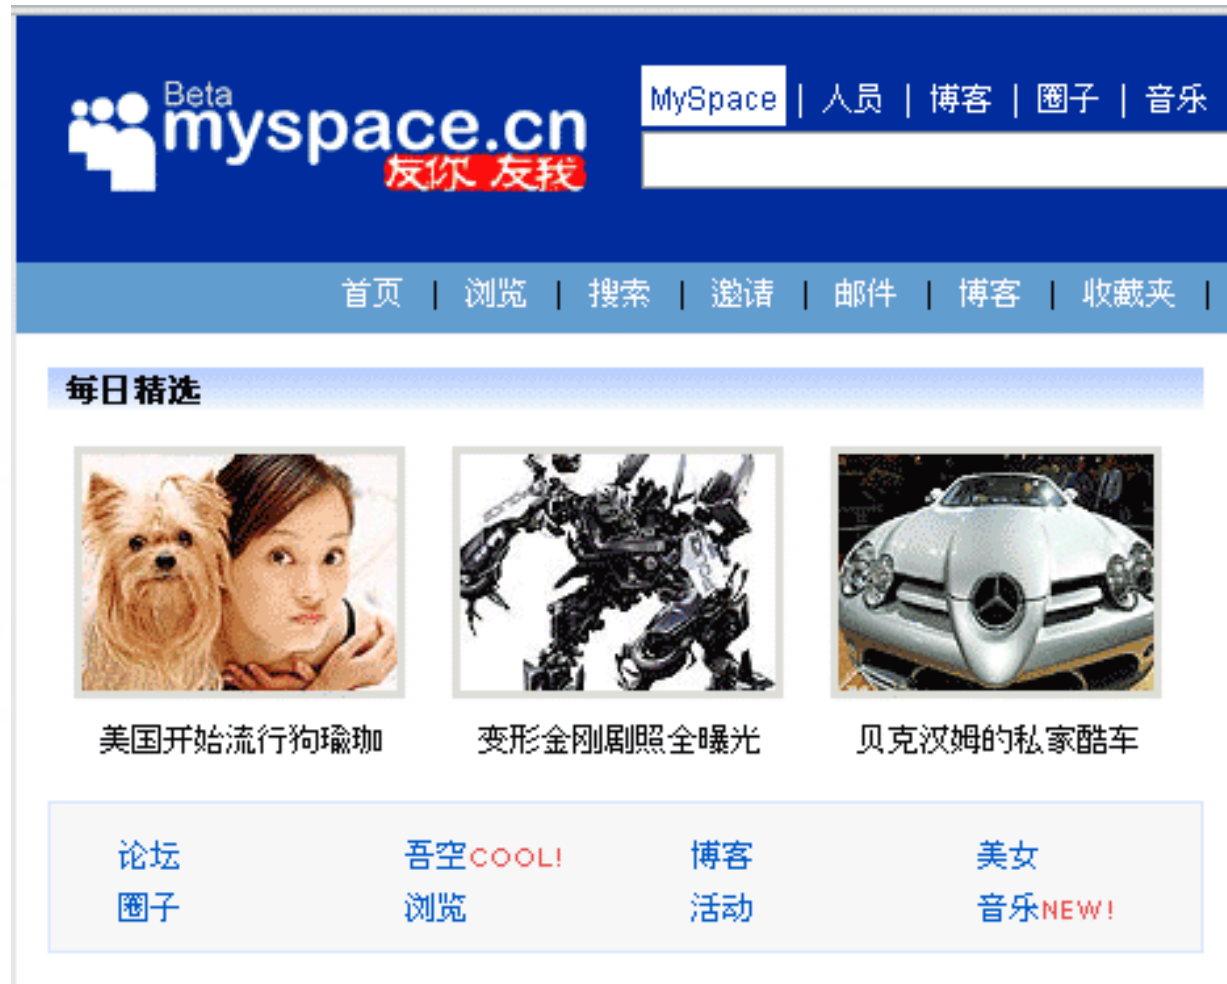 Beta
myspace.cn
友你 友我
MySpace | 人员 | 博客 | 圈子 | 音乐
首页 | 浏览 | 搜索 | 邀请 | 邮件 | 博客 | 收藏夹 |
每日精选
美国开始流行狗瑜珈
变形金刚剧照全曝光
贝克汉姆的私家酷车
论坛 吾空COOL! 博客 美女
圈子 浏览 活动 音乐NEW!